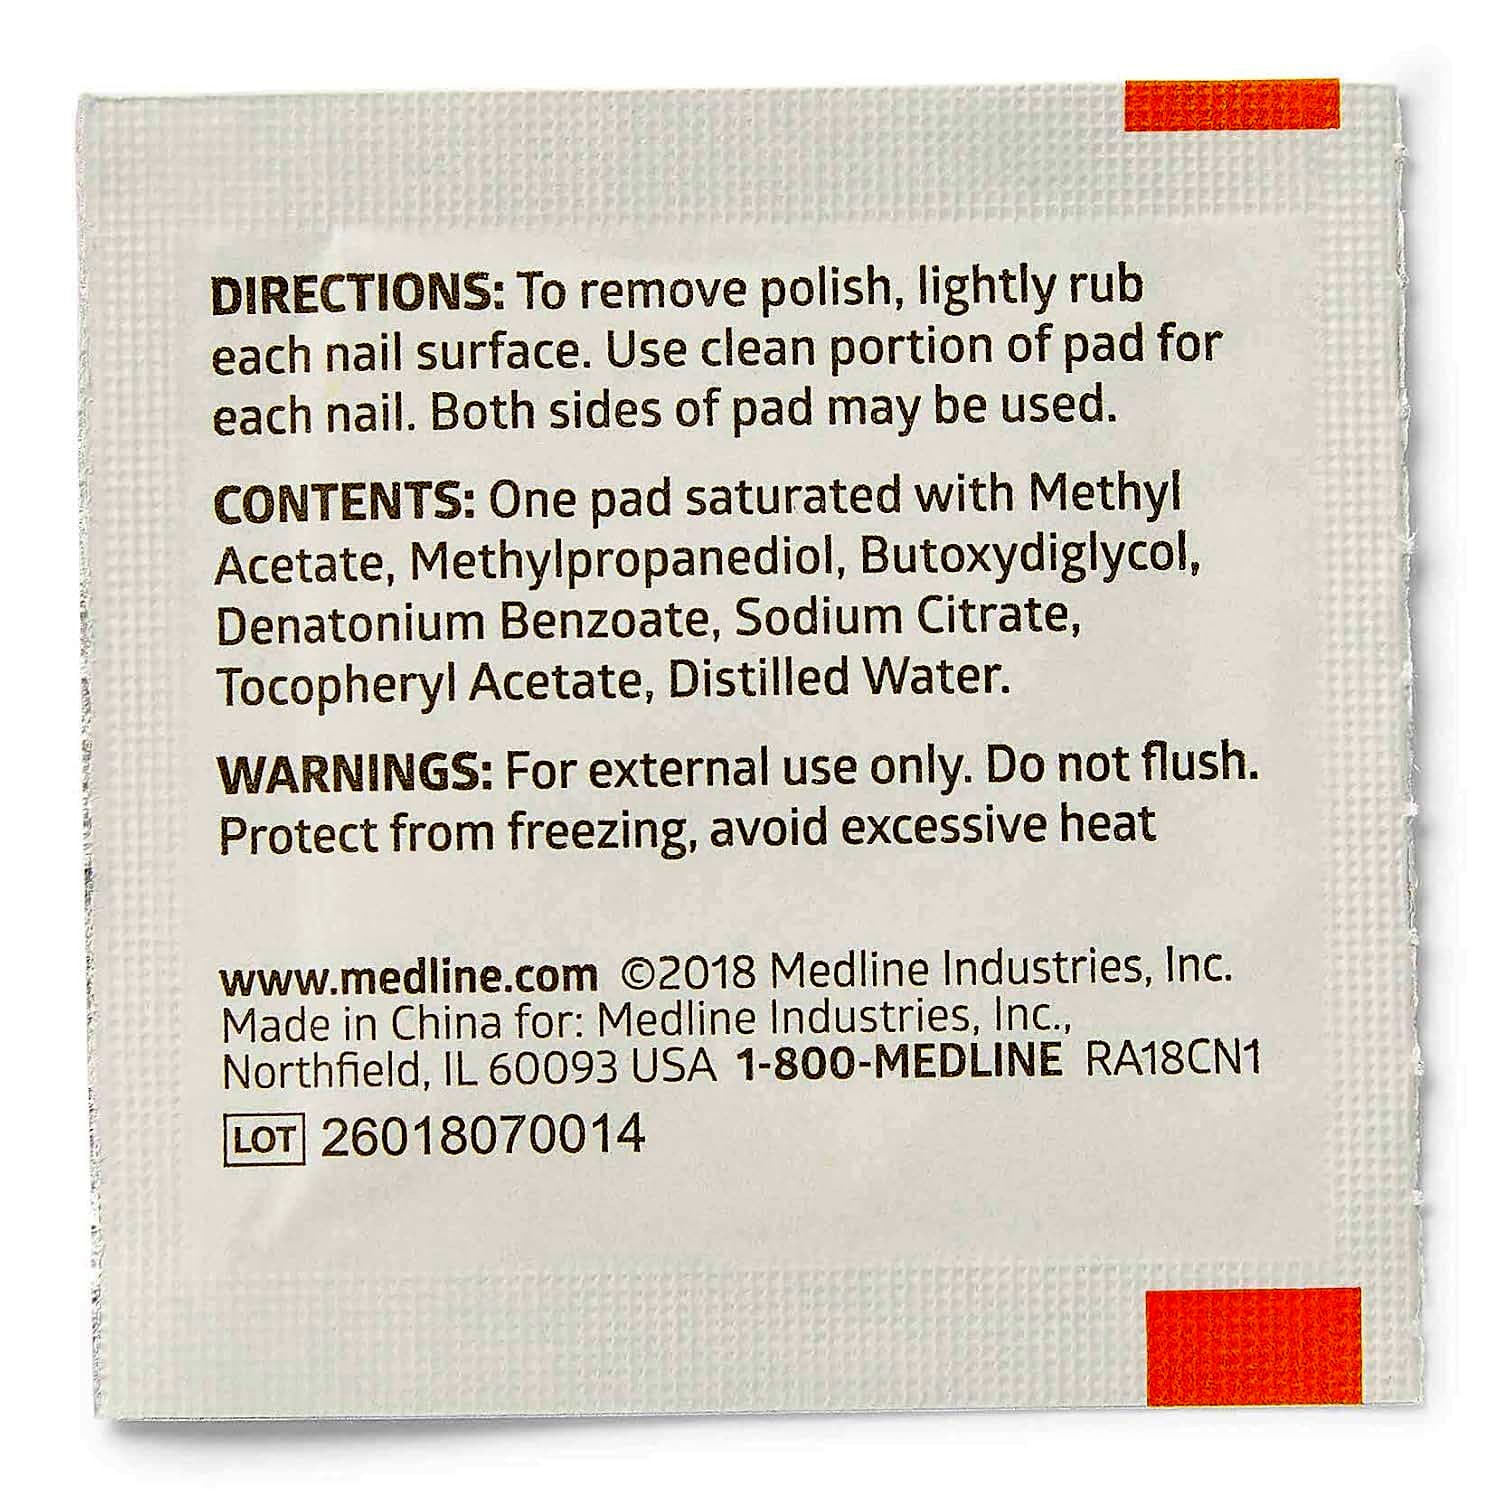 DIRECTIONS: To remove polish, lightly rub
each nail surface. Use clean portion of pad for
each nail. Both sides of pad may be used.
CONTENTS: One pad saturated with Methyl
Acetate, Methylpropanediol, Butoxydiglycol,
Denatonium Benzoate, Sodium Citrate,
Tocopheryl Acetate, Distilled Water.
WARNINGS: For external use only. Do not flush.
Protect from freezing, avoid excessive heat
www.medline.com ©2018 Medline Industries, Inc.
Made in China for: Medline Industries, Inc.,
Northfield, IL 60093 USA 1-800-MEDLINE RA18CN1
LOT 26018070014